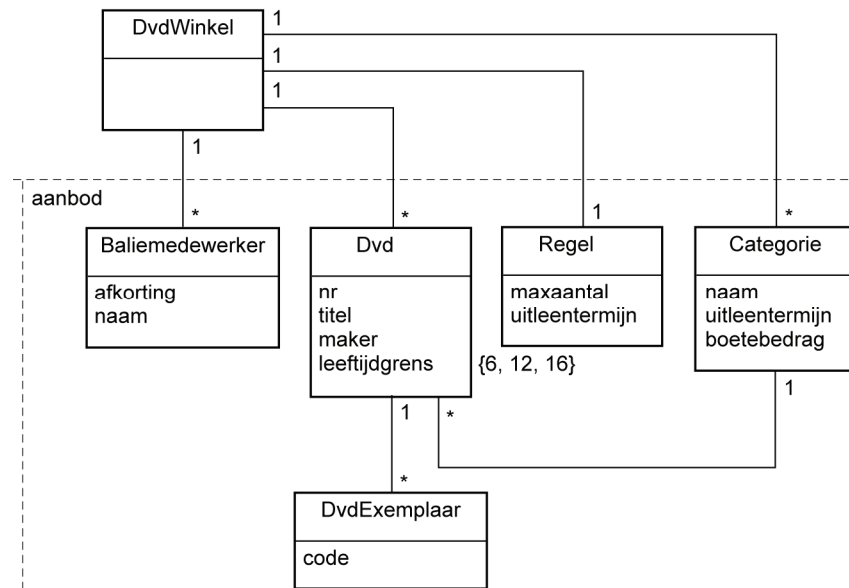 DvdWinkel
1
1
1
1
aanbod
*
*
1
*
Baliemedewerker
afkorting
naam
Dvd
nr
titel
maker
leeftijdgrens
{6, 12, 16}
Regel
maxaantal
uitleentermijn
Categorie
naam
uitleentermijn
boetebedrag
1
*
1
*
DvdExemplaar
code